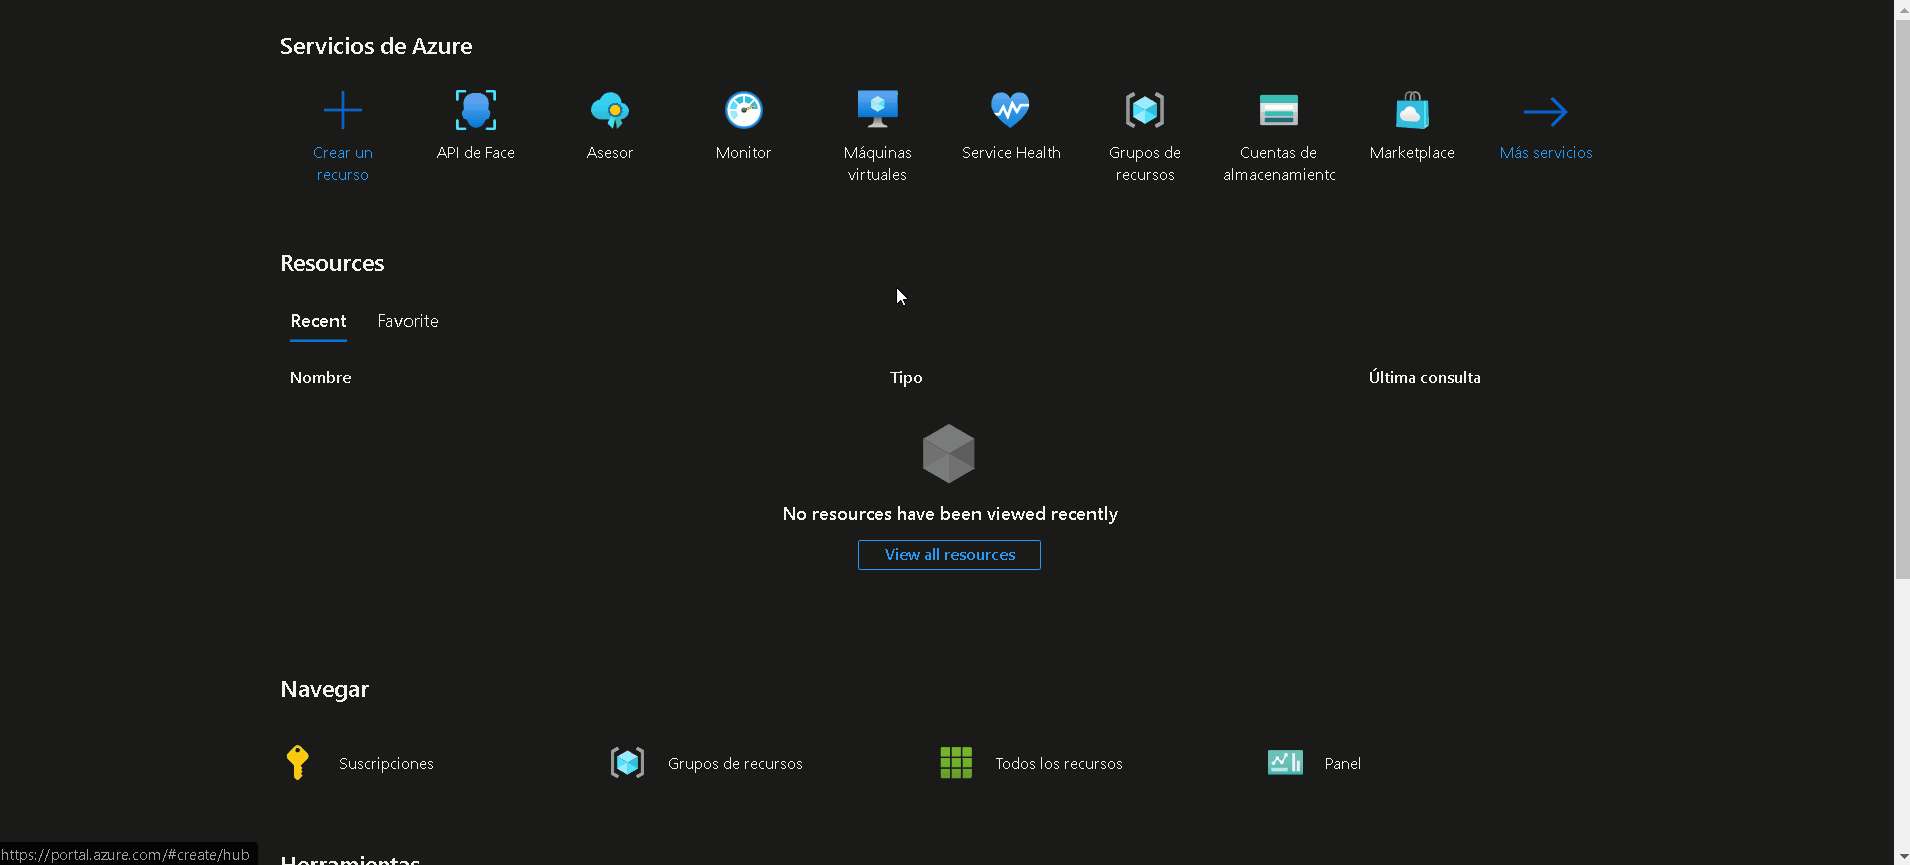 Servicios de Azure
Crear un
recurso
API de Face
Asesor
Monitor
Máquinas
virtuales
Service Health
Grupos de
recursos
Cuentas de
almacenamiento
Marketplace
Más servicios
Resources
Recent
Favorite
Nombre
Tipo
Última consulta
No resources have been viewed recently
View all resources
Navegar
Suscripciones
Grupos de recursos
Todos los recursos
Panel
Herramientas
https://portal.azure.com/#create/hub